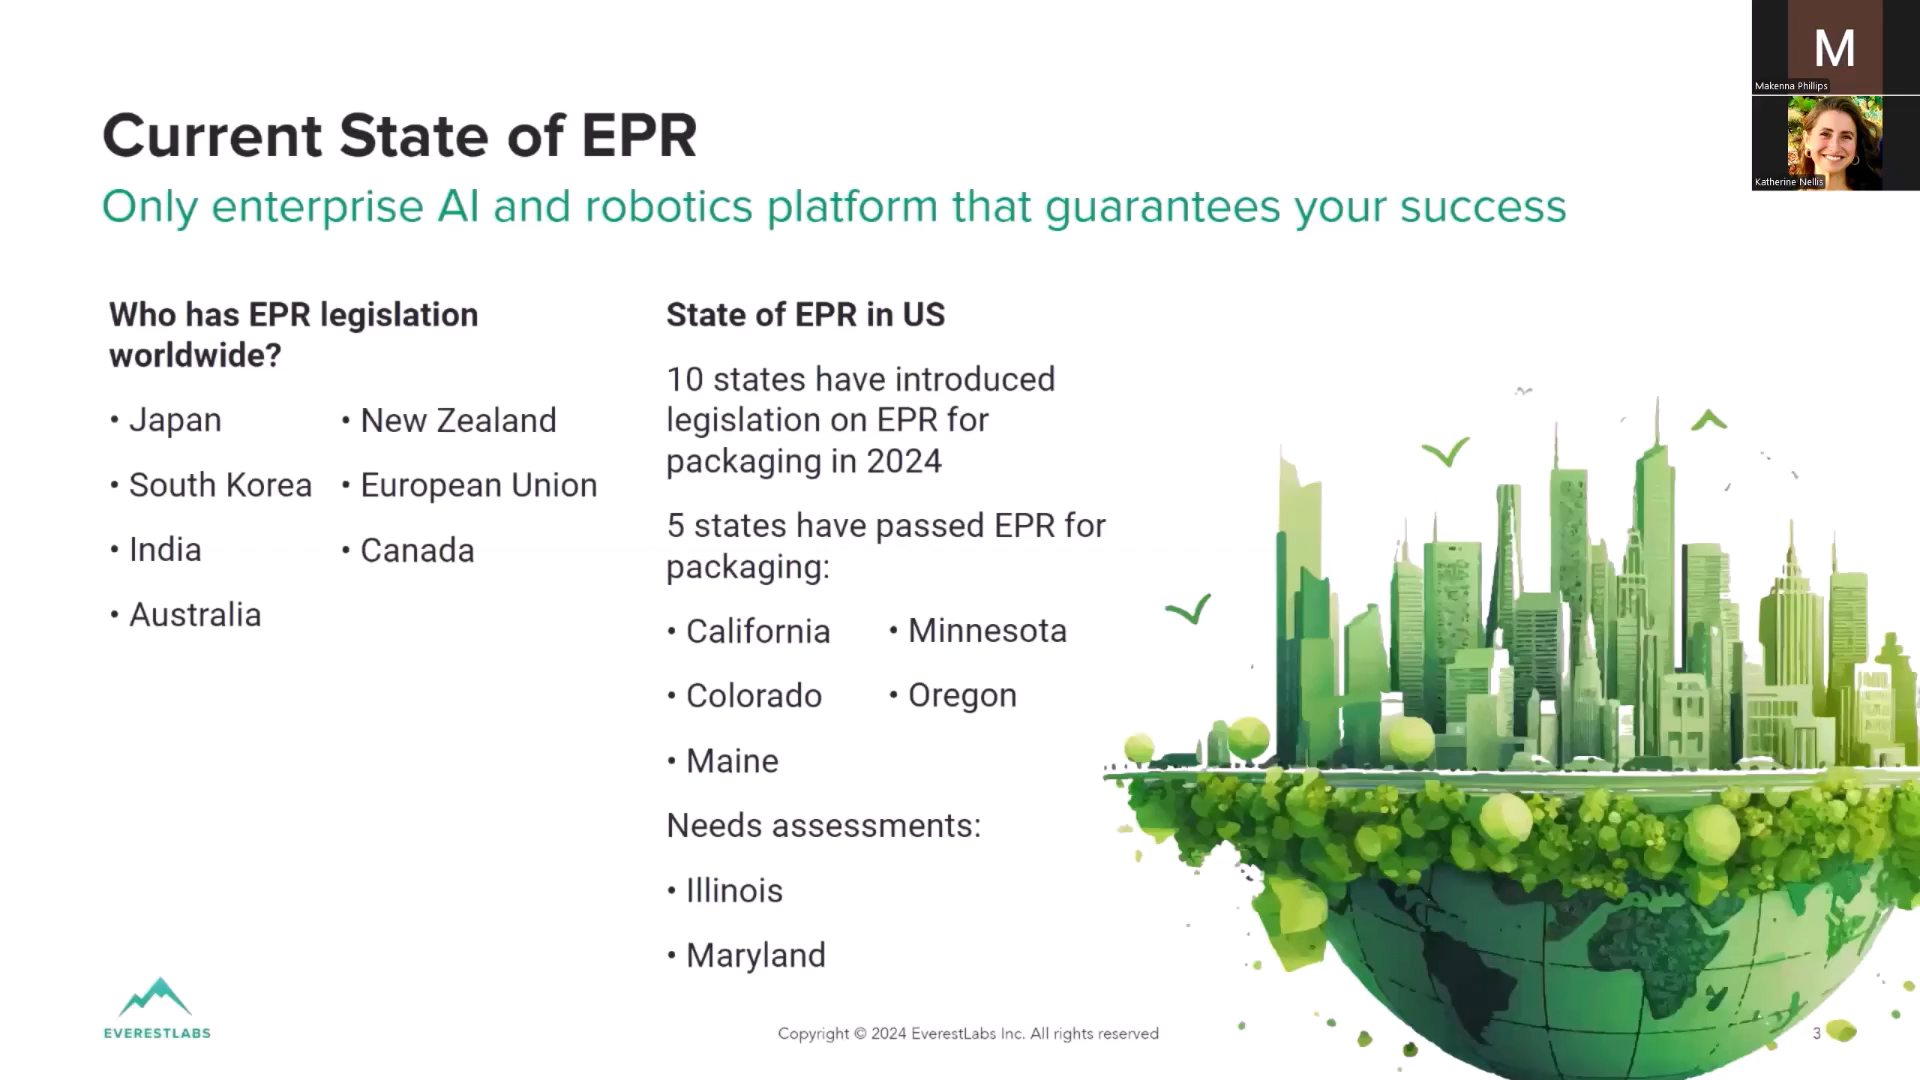 Current State of EPR
Only enterprise AI and robotics platform that guarantees your success
Who has EPR legislation
worldwide?
• Japan
• South Korea
• India
• Australia
• New Zealand
• European Union
• Canada
State of EPR in US
10 states have introduced
legislation on EPR for
packaging in 2024
5 states have passed EPR for
packaging:
• California
• Colorado
• Maine
• Minnesota
• Oregon
Needs assessments:
• Illinois
• Maryland
EVERESTLABS
Copyright © 2024 EverestLabs Inc. All rights reserved
3
M
Makenna Phillips
Katherine Nellis